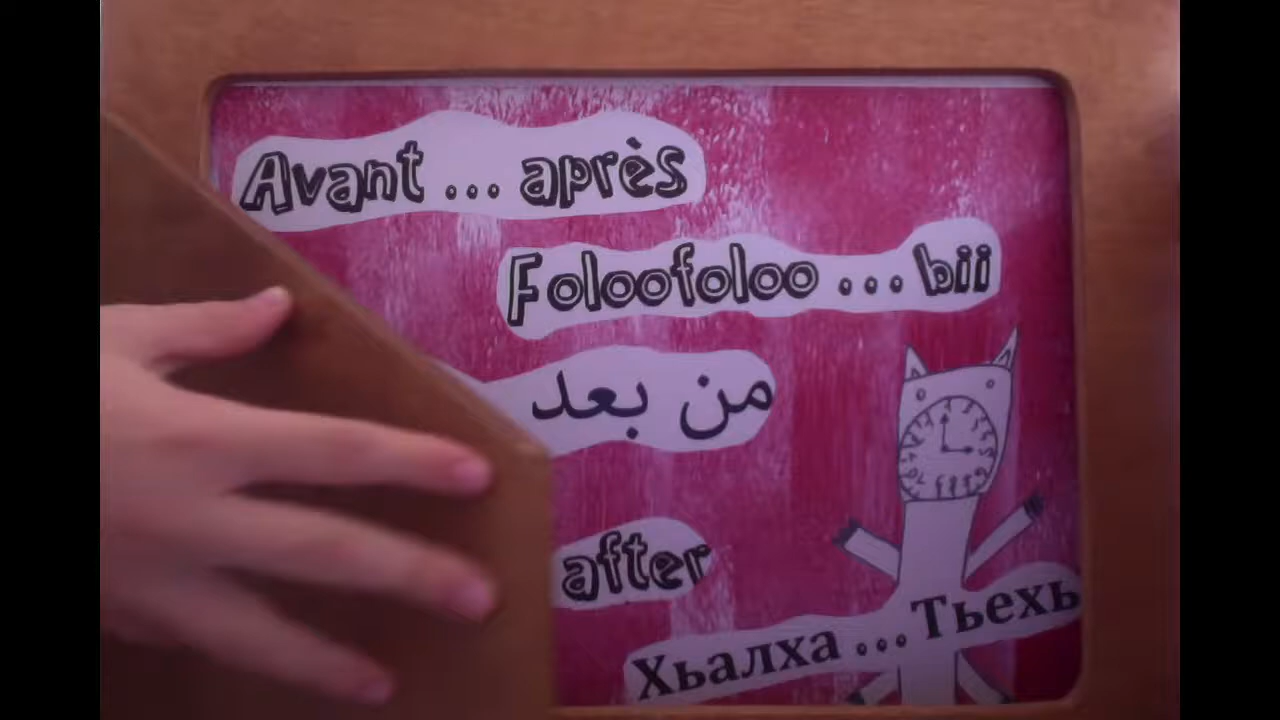 Avant ... après
Foloofoloo ... bii
من بعد
after
Хьалха ... Тьехь